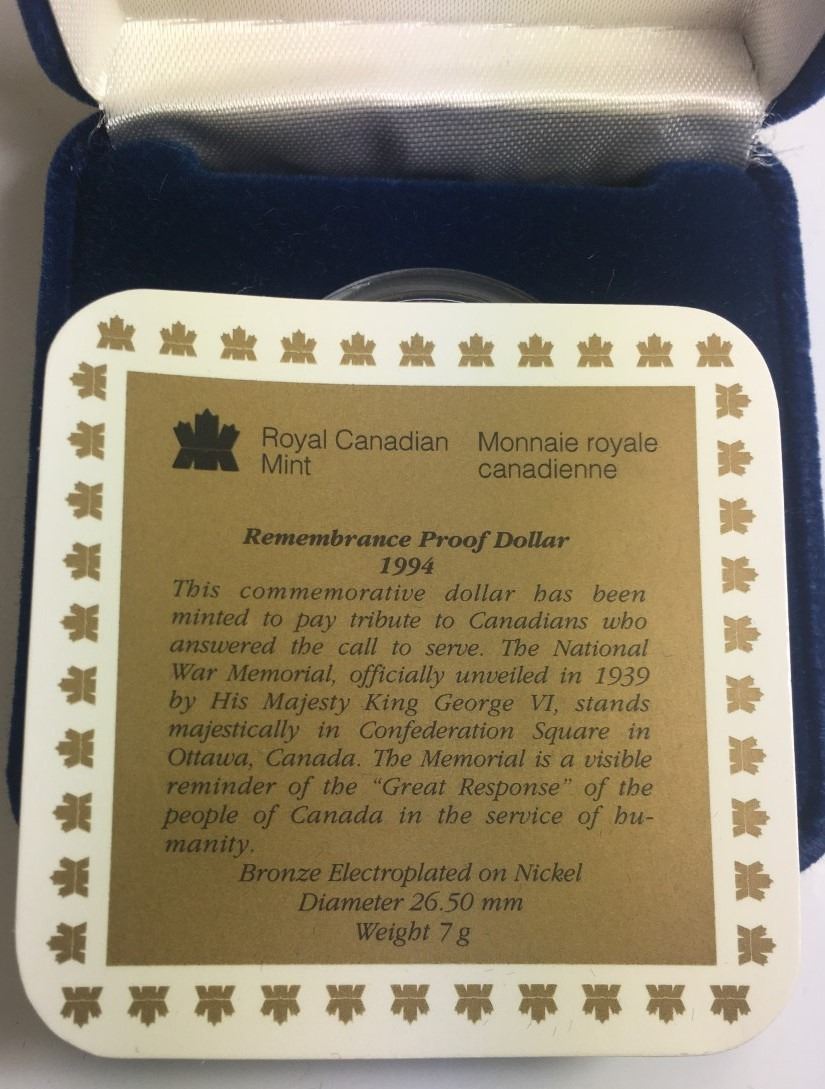 Royal Canadian Mint
Monnaie royale canadienne
Remembrance Proof Dollar
1994
This commemorative dollar has been
minted to pay tribute to Canadians who
answered the call to serve. The National
War Memorial, officially unveiled in 1939
by His Majesty King George VI, stands
majestically in Confederation Square in
Ottawa, Canada. The Memorial is a visible
reminder of the “Great Response” of the
people of Canada in the service of hu-
manity.
Bronze Electroplated on Nickel
Diameter 26.50 mm
Weight 7 g